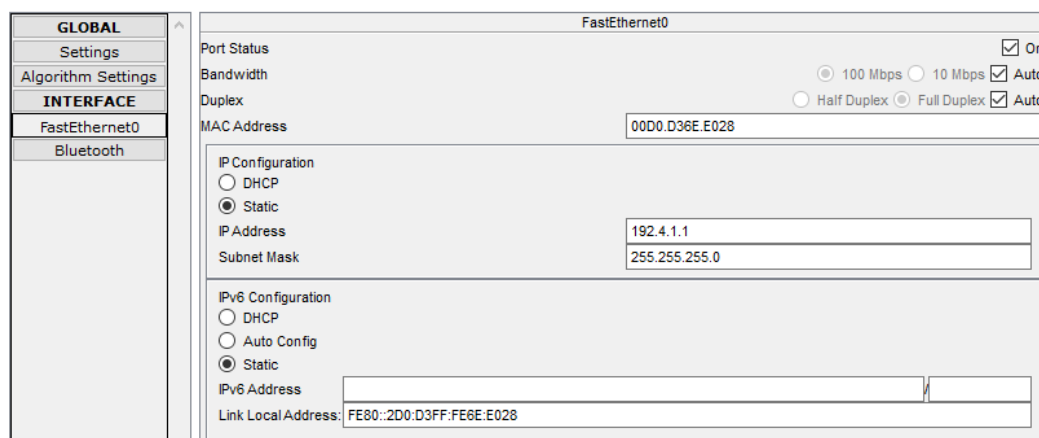 GLOBAL
Settings
Algorithm Settings
INTERFACE
FastEthernet0
Bluetooth
FastEthernet0
Port Status
Bandwidth 100 Mbps 10 Mbps
Duplex Half Duplex Full Duplex
MAC Address 00D0.D36E.E028
IP Configuration
DHCP
Static
IP Address 192.4.1.1
Subnet Mask 255.255.255.0
IPv6 Configuration
DHCP
Auto Config
Static
IPv6 Address /
Link Local Address: FE80::2D0:D3FF:FE6E:E028